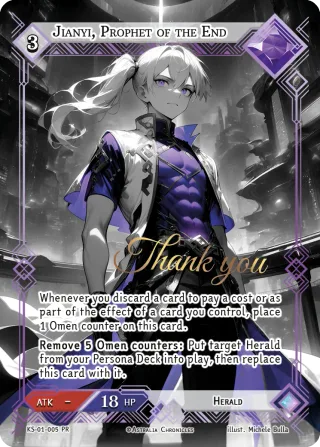 Jianyi, Prophet of the End
3
Thank you
Whenever you discard a card to pay a cost or as
part of the effect of a card you control, place
1 Omen counter on this card.
Remove 5 Omen counters: Put target Herald
from your Persona Deck into play, then replace
this card with it.
ATK - 18 HP Herald
KS-01-005 PR ©Astralia Chronicles illust. Michele Bulla